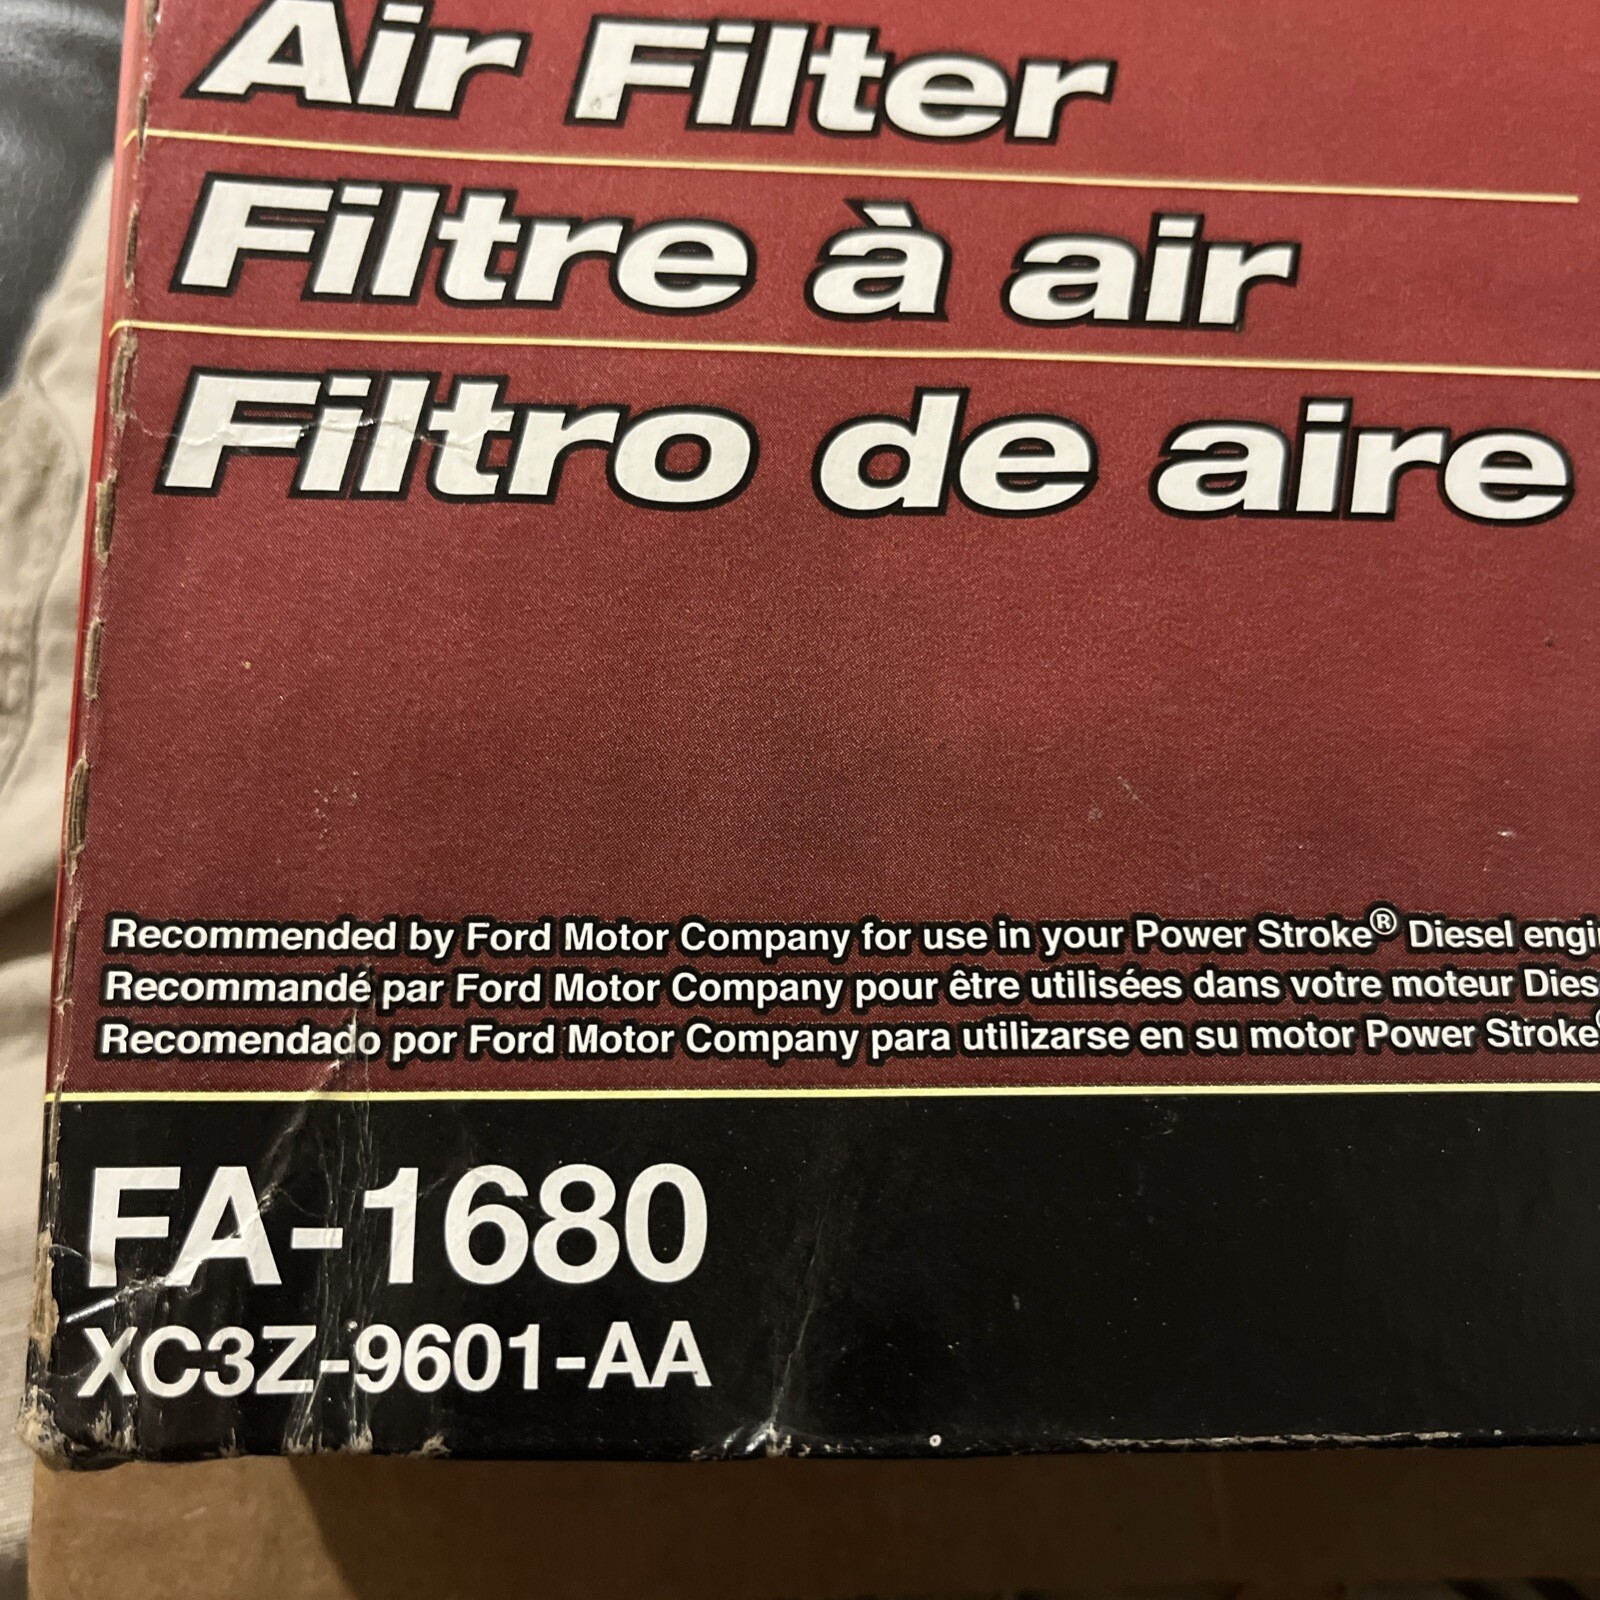 Air Filter
Filtre à air
Filtro de aire
Recommended by Ford Motor Company for use in your Power Stroke® Diesel engi
Recommandé par Ford Motor Company pour être utilisées dans votre moteur Dies
Recomendado por Ford Motor Company para utilizarse en su motor Power Stroke®
FA-1680
XC3Z-9601-AA